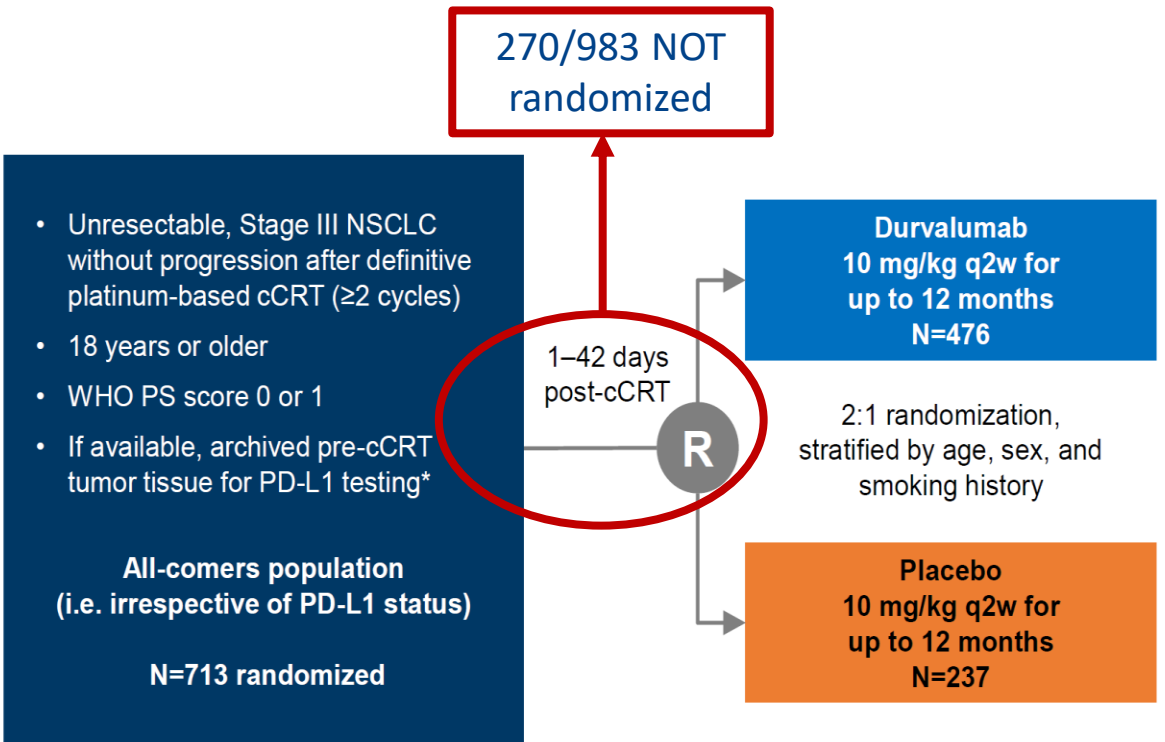 270/983 NOT
randomized
• Unresectable, Stage III NSCLC
without progression after definitive
platinum-based cCRT (≥2 cycles)
• 18 years or older
• WHO PS score 0 or 1
• If available, archived pre-cCRT
tumor tissue for PD-L1 testing*
All-comers population
(i.e. irrespective of PD-L1 status)
N=713 randomized
1–42 days
post-cCRT
R
Durvalumab
10 mg/kg q2w for
up to 12 months
N=476
2:1 randomization,
stratified by age, sex, and
smoking history
Placebo
10 mg/kg q2w for
up to 12 months
N=237